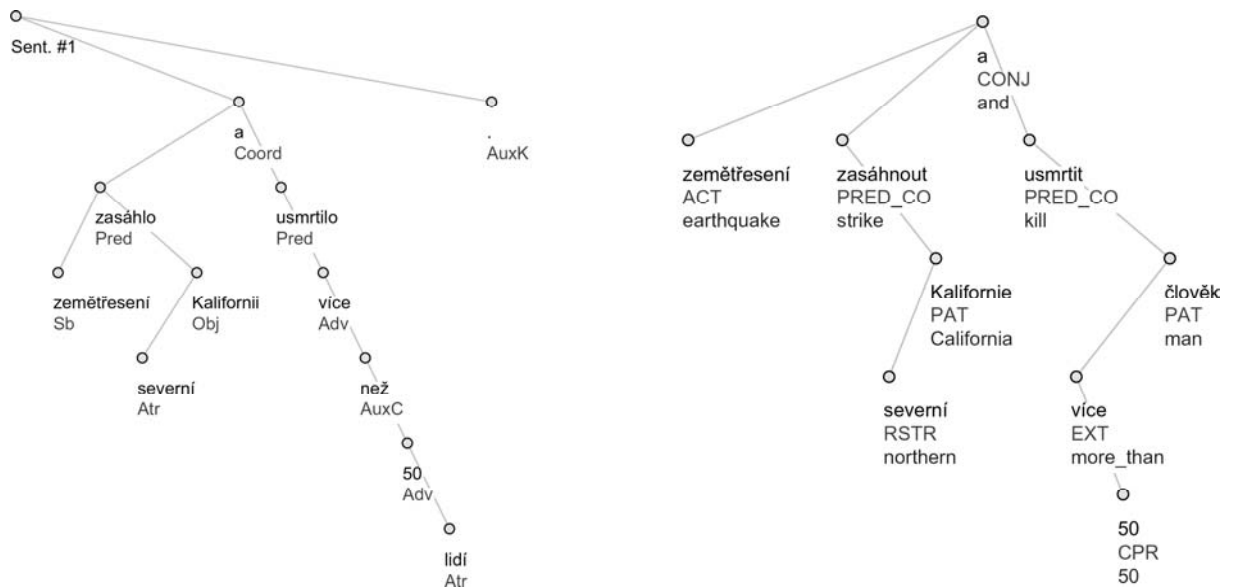 Sent. #1
a
Coord
.
AuxK
zasáhlo
Pred
usmrtilo
Pred
zemětřesení
Sb
Kalifornii
Obj
více
Adv
severní
Atr
než
AuxC
50
Adv
lidí
Atr
a
CONJ
and
zemětřesení
ACT
earthquake
zasáhnout
PRED_CO
strike
usmrtit
PRED_CO
kill
Kalifornie
PAT
California
člověk
PAT
man
severní
RSTR
northern
více
EXT
more_than
50
CPR
50